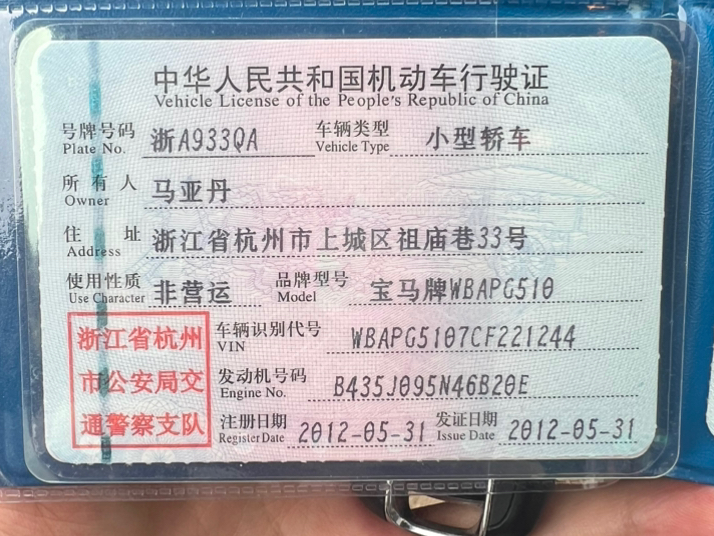 中华人民共和国机动车行驶证
Vehicle License of the People's Republic of China
号牌号码 浙A933QA 车辆类型 小型轿车
Plate No. Vehicle Type
所有人 马亚丹
Owner
住址 浙江省杭州市上城区祖庙巷33号
Address
使用性质 非营运 品牌型号 宝马牌WBAPG510
Use Character Model
浙江省杭州 车辆识别代号 WBAPG5107CF221244
VIN
市公安局交 发动机号码 B435J095N46B20E
Engine No.
通警察支队 注册日期 2012-05-31 发证日期 2012-05-31
Register Date Issue Date